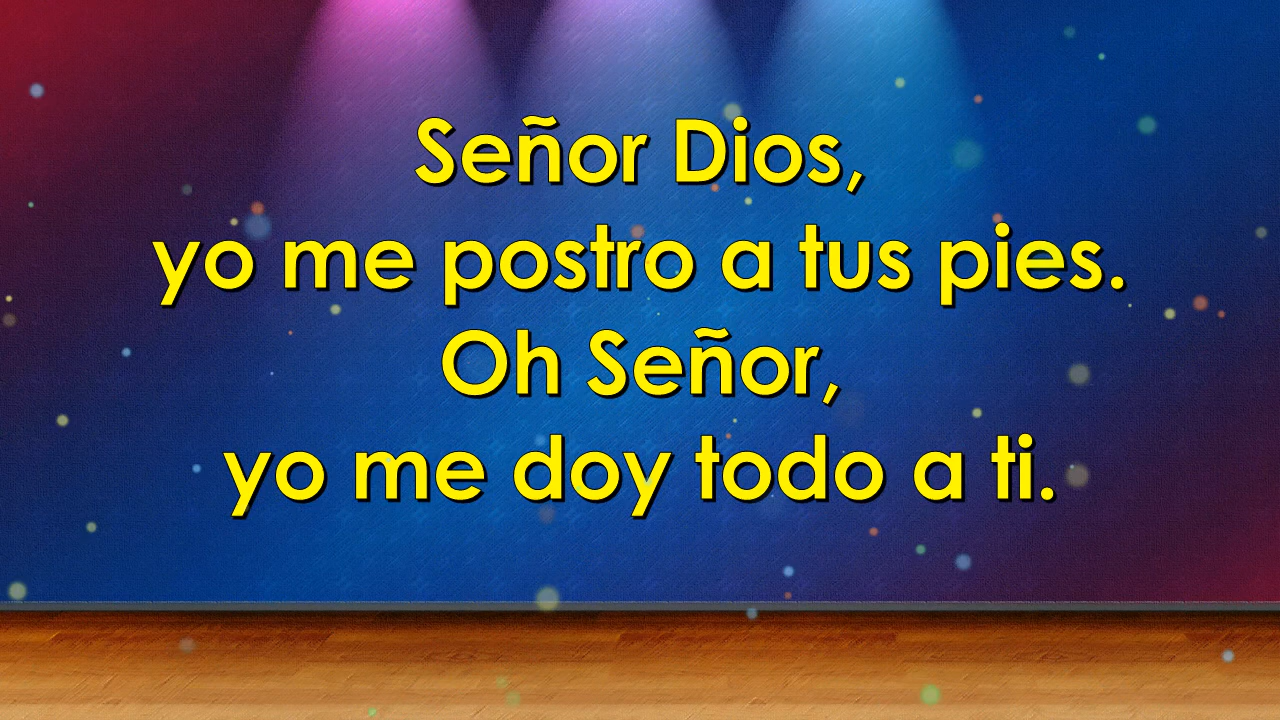 Señor Dios,
yo me postro a tus pies.
Oh Señor,
yo me doy todo a ti.